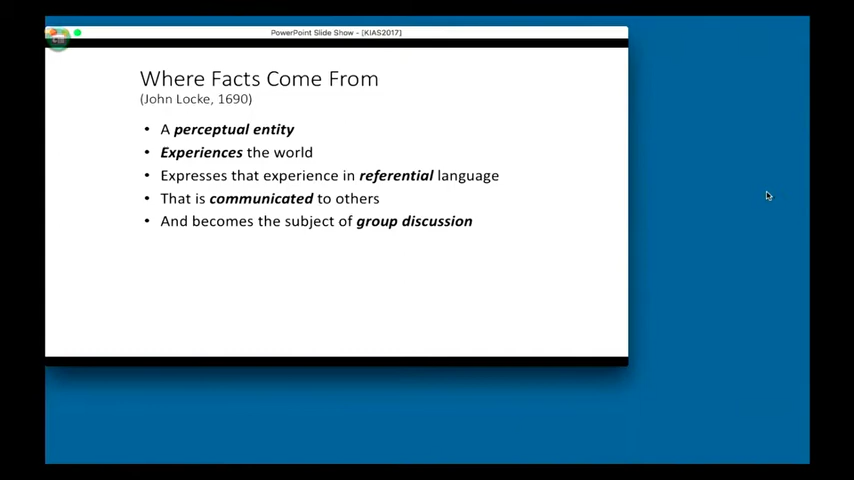 PowerPoint Slide Show - [KIAS2017]
Where Facts Come From
(John Locke, 1690)
• A perceptual entity
• Experiences the world
• Expresses that experience in referential language
• That is communicated to others
• And becomes the subject of group discussion